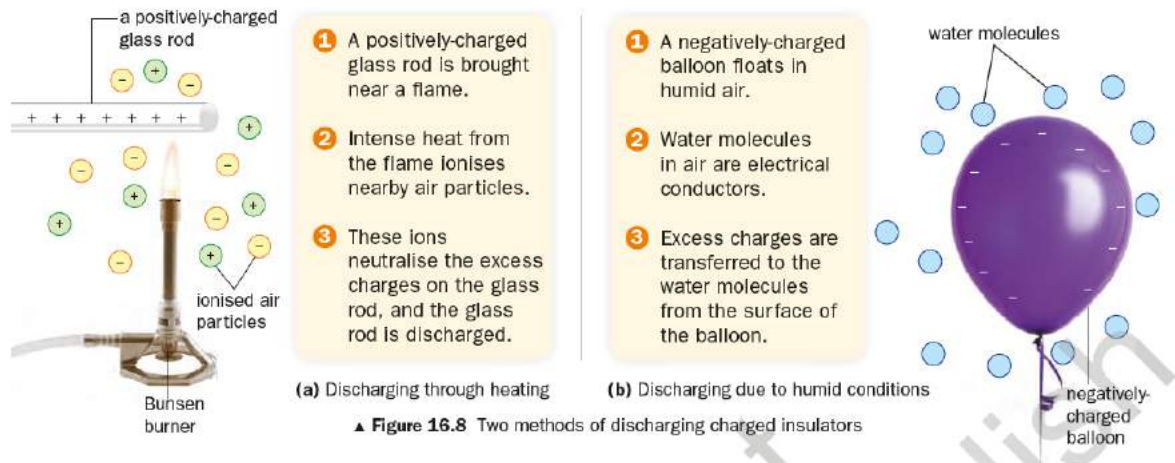 a positively-charged
glass rod
+ + + + + + +
ionised air
particles
Bunsen
burner
1 A positively-charged
glass rod is brought
near a flame.
2 Intense heat from
the flame ionises
nearby air particles.
3 These ions
neutralise the excess
charges on the glass
rod, and the glass
rod is discharged.
(a) Discharging through heating
1 A negatively-charged
balloon floats in
humid air.
2 Water molecules
in air are electrical
conductors.
3 Excess charges are
transferred to the
water molecules
from the surface of
the balloon.
(b) Discharging due to humid conditions
water molecules
negatively-
charged
balloon
▲ Figure 16.8 Two methods of discharging charged insulators